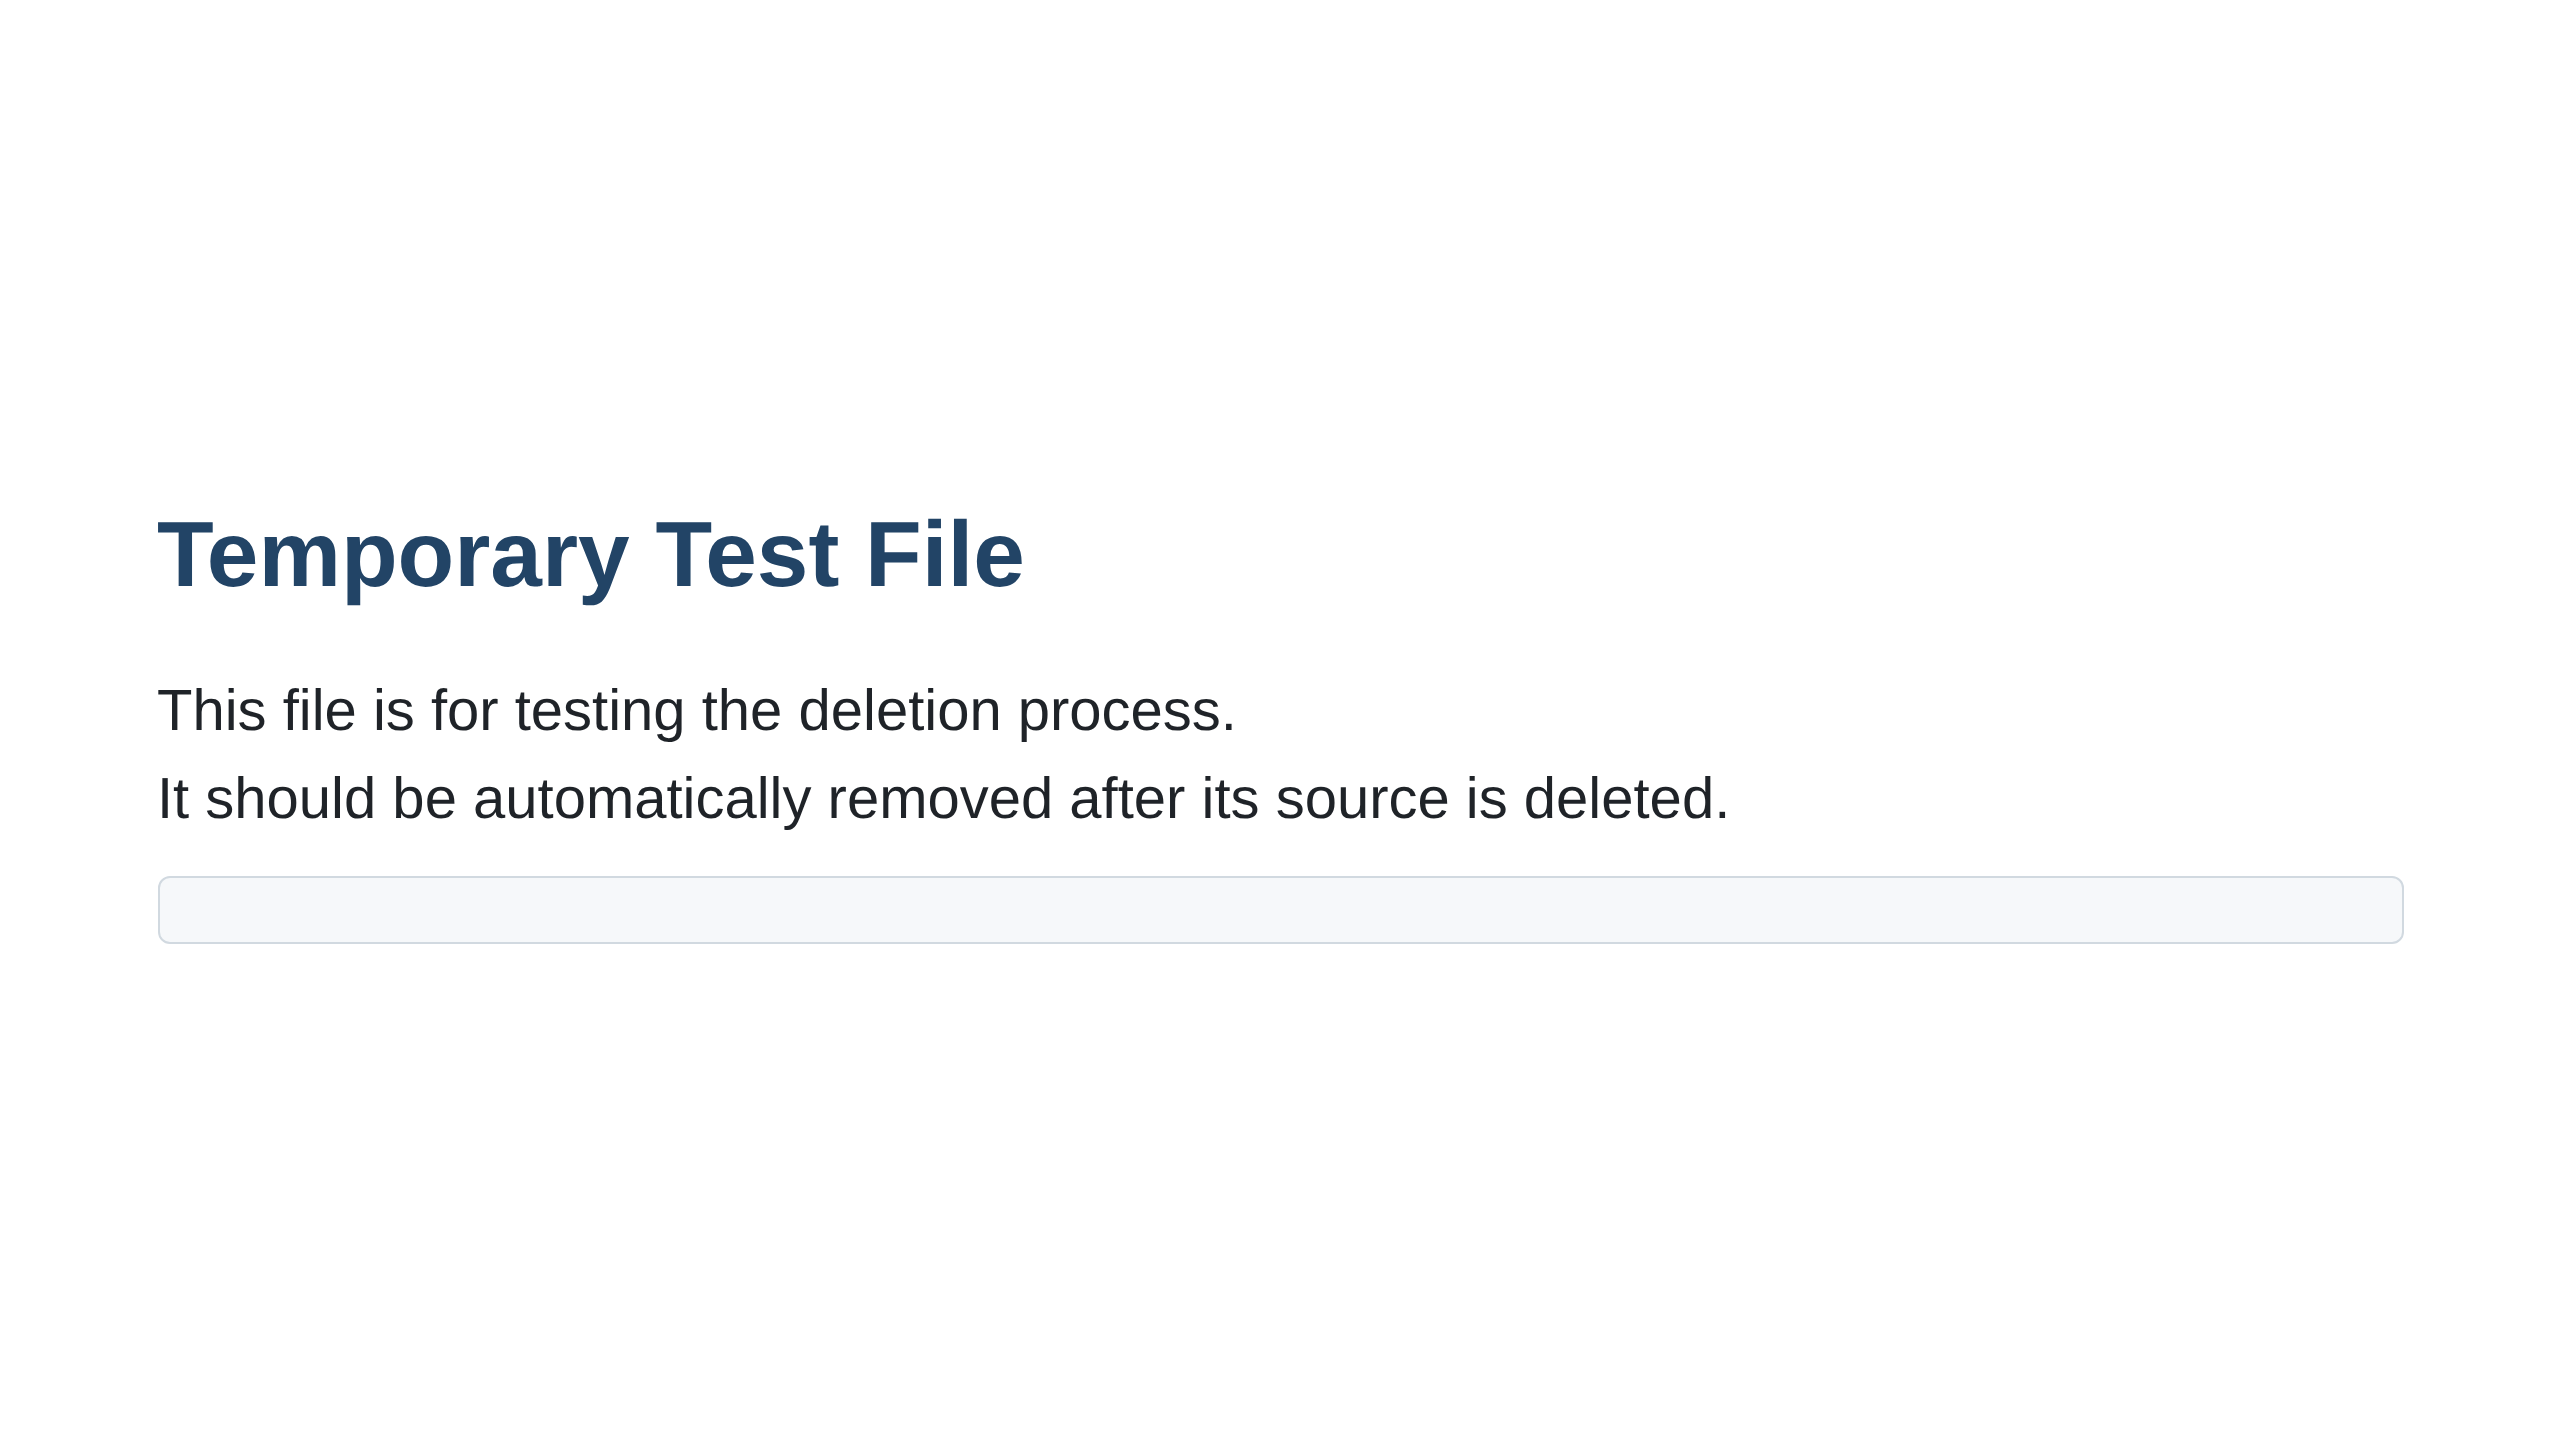 Temporary Test File
This file is for testing the deletion process.
It should be automatically removed after its source is deleted.